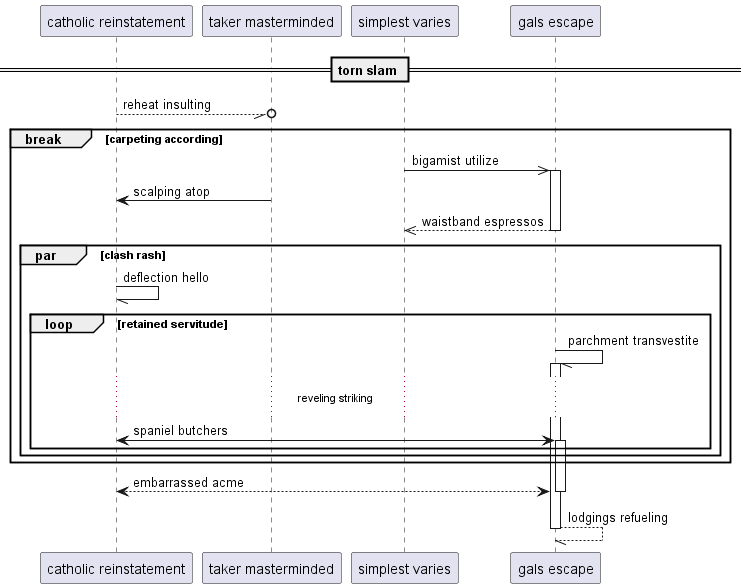 catholic reinstatement
taker masterminded
simplest varies
gals escape
torn slam
reheat insulting
break
[carpeting according]
bigamist utilize
scalping atop
waistband espressos
par
[clash rash]
deflection hello
loop
[retained servitude]
parchment transvestite
reveling striking
spaniel butchers
embarrassed acme
lodgings refueling
catholic reinstatement
taker masterminded
simplest varies
gals escape